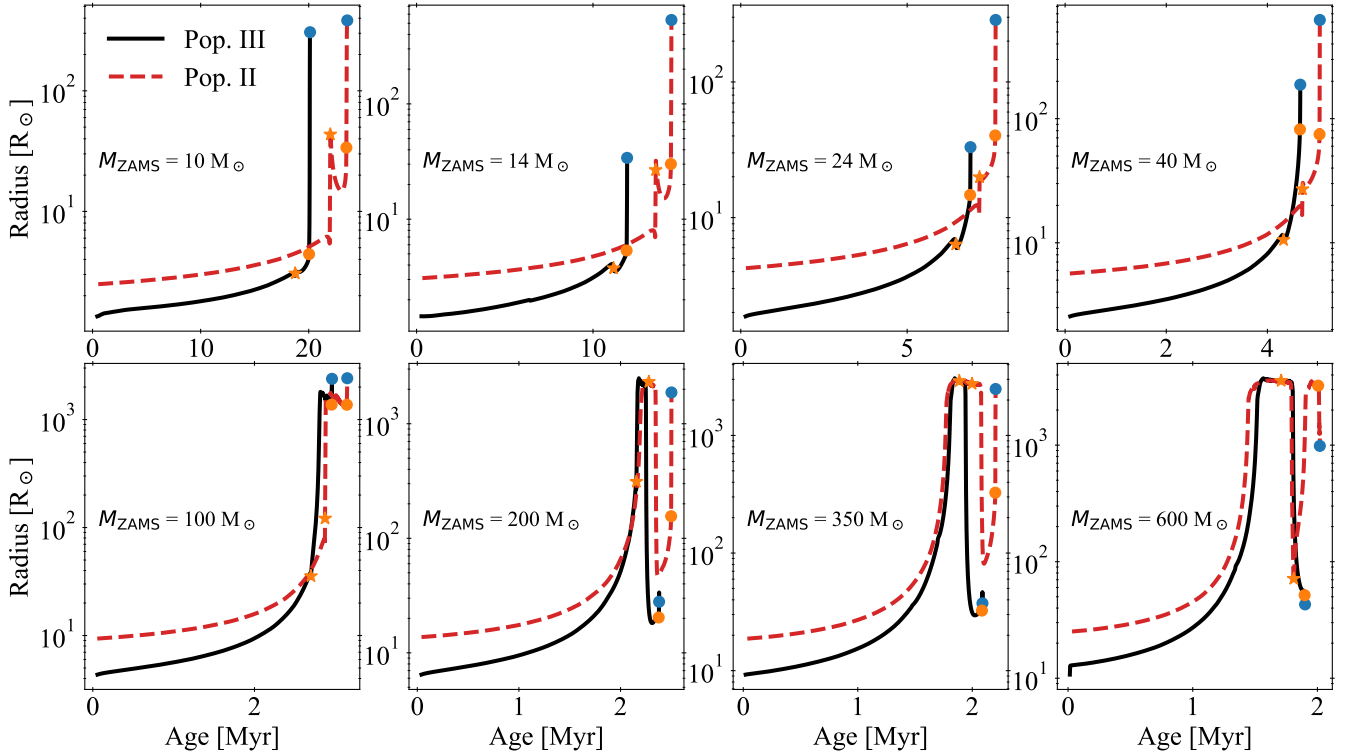 Pop. III
Pop. II
Radius [R⊙]
10²
10¹
M_ZAMS = 10 M⊙
0 10 20
10²
10¹
M_ZAMS = 14 M⊙
0 10
10²
10¹
M_ZAMS = 24 M⊙
0 5
10²
10¹
M_ZAMS = 40 M⊙
0 2 4
Radius [R⊙]
10³
10²
10¹
M_ZAMS = 100 M⊙
0 2
Age [Myr]
10³
10²
10¹
M_ZAMS = 200 M⊙
0 1 2
Age [Myr]
10³
10²
10¹
M_ZAMS = 350 M⊙
0 1 2
Age [Myr]
10³
10²
10¹
M_ZAMS = 600 M⊙
0 1 2
Age [Myr]